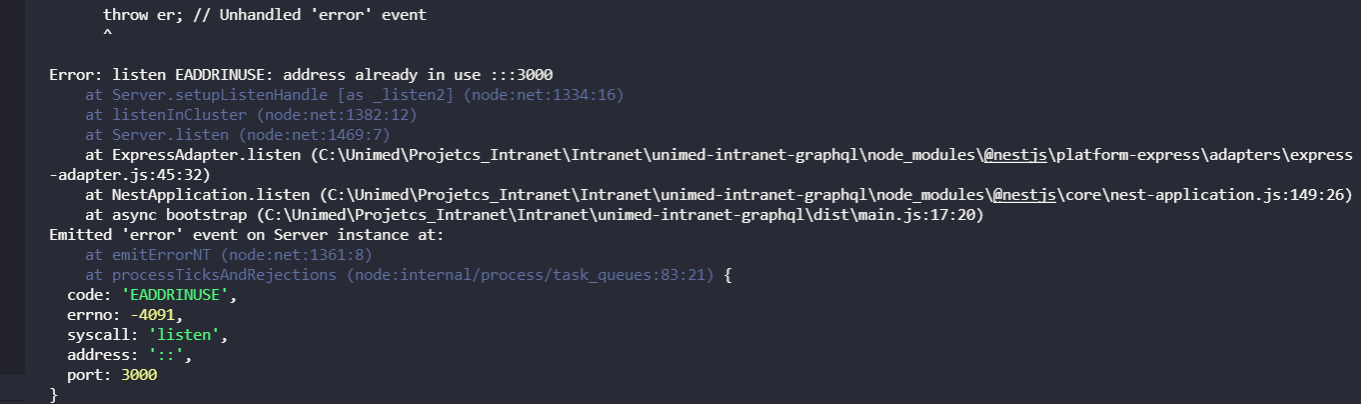 throw er; // Unhandled 'error' event
^
Error: listen EADDRINUSE: address already in use :::3000
at Server.setupListenHandle [as _listen2] (node:net:1334:16)
at listenInCluster (node:net:1382:12)
at Server.listen (node:net:1469:7)
at ExpressAdapter.listen (C:\Unimed\Projetcs_Intranet\Intranet\unimed-intranet-graphql\node_modules\@nestjs\platform-express\adapters\express
-adapter.js:45:32)
at NestApplication.listen (C:\Unimed\Projetcs_Intranet\Intranet\unimed-intranet-graphql\node_modules\@nestjs\core\nest-application.js:149:26)
at async bootstrap (C:\Unimed\Projetcs_Intranet\Intranet\unimed-intranet-graphql\dist\main.js:17:20)
Emitted 'error' event on Server instance at:
at emitErrorNT (node:net:1361:8)
at processTicksAndRejections (node:internal/process/task_queues:83:21) {
code: 'EADDRINUSE',
errno: -4091,
syscall: 'listen',
address: '::',
port: 3000
}